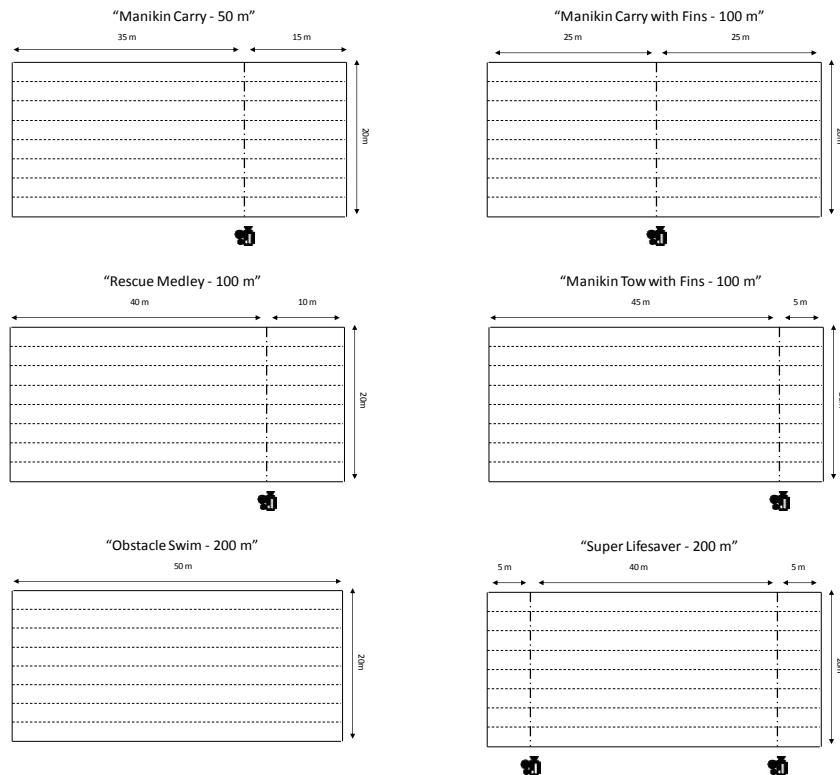 “Manikin Carry - 50 m”
35 m
15 m
20m
“Manikin Carry with Fins - 100 m”
25 m
25 m
“Rescue Medley - 100 m”
40 m
10 m
20m
“Manikin Tow with Fins - 100 m”
45 m
5 m
“Obstacle Swim - 200 m”
50 m
20m
“Super Lifesaver - 200 m”
5 m
40 m
5 m